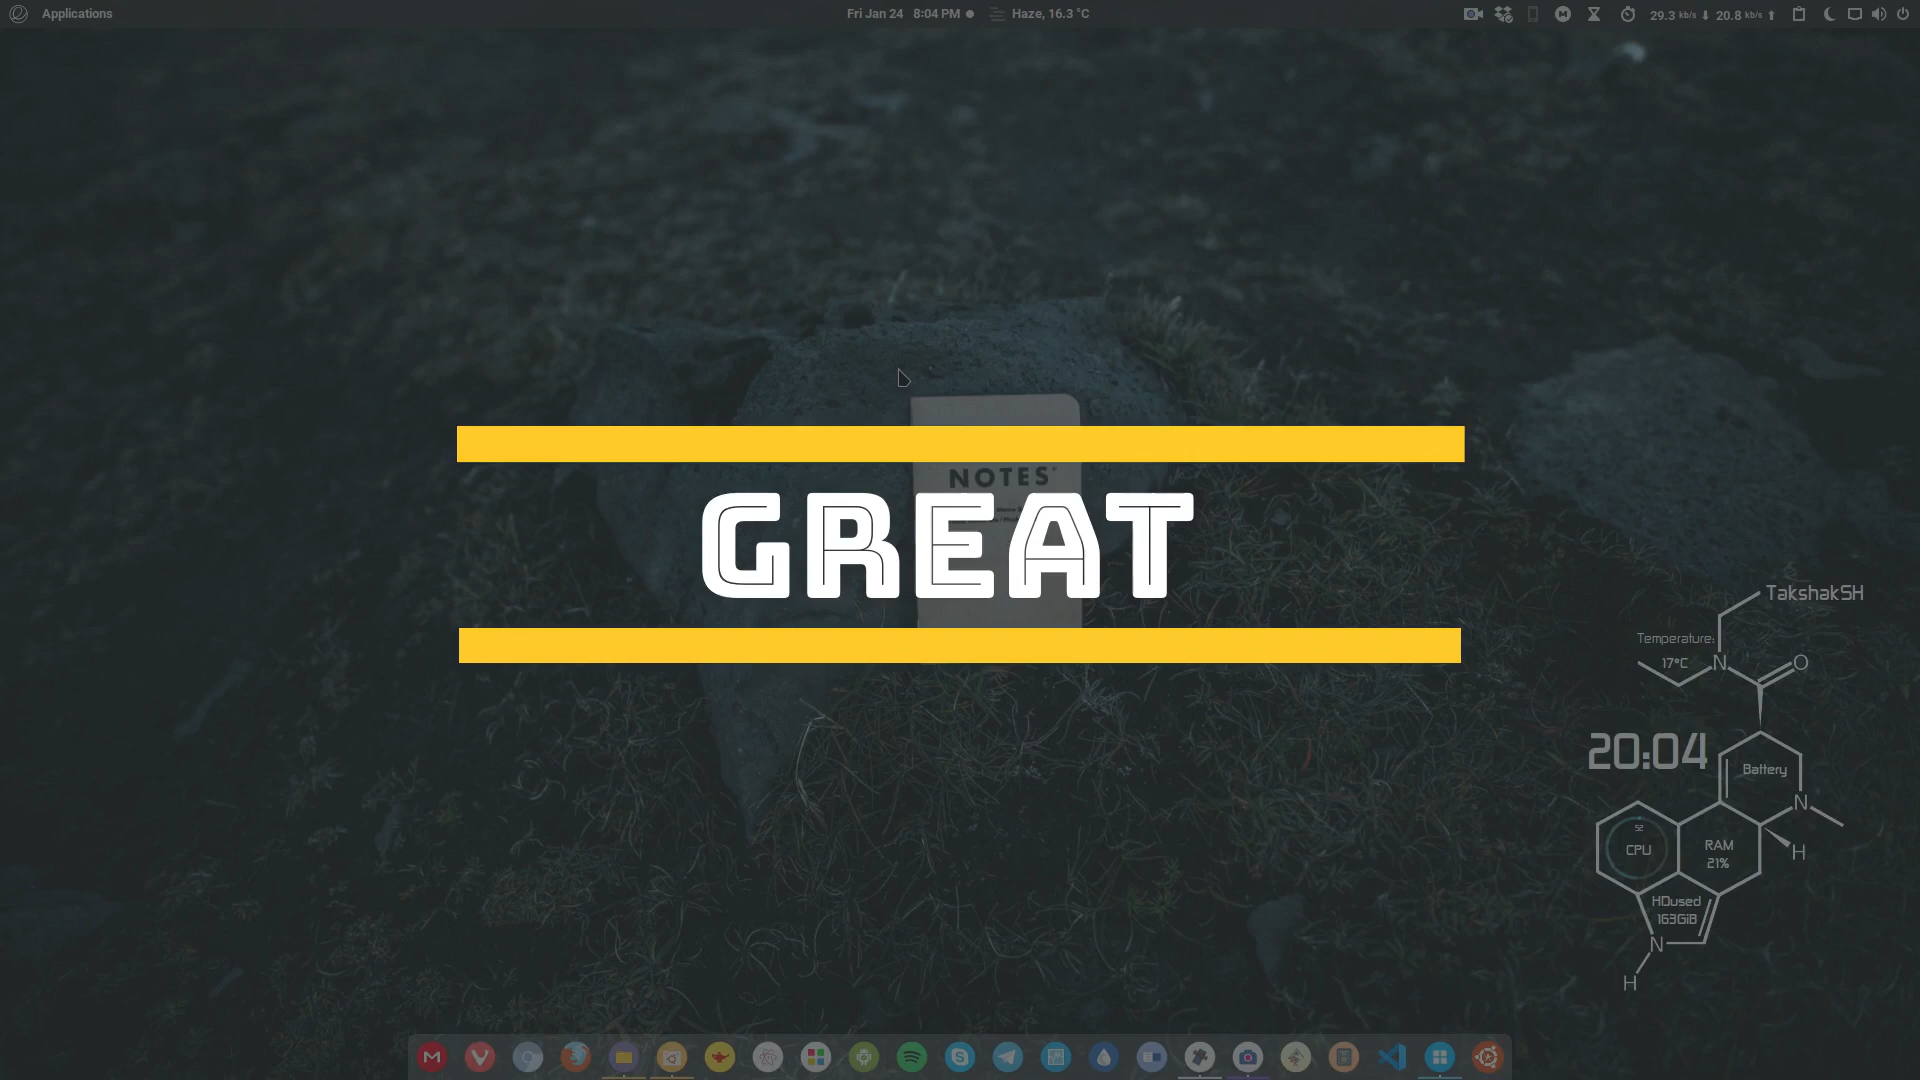 Applications
Fri Jan 24 8:04 PM
Haze, 16.3 °C
29.3 kb/s 20.8 kb/s
NOTES
GREAT
TakshakSH
Temperature:
17°C
N
O
20:04
Battery
N
52
CPU
RAM
21%
H
HDused
163GiB
N
H